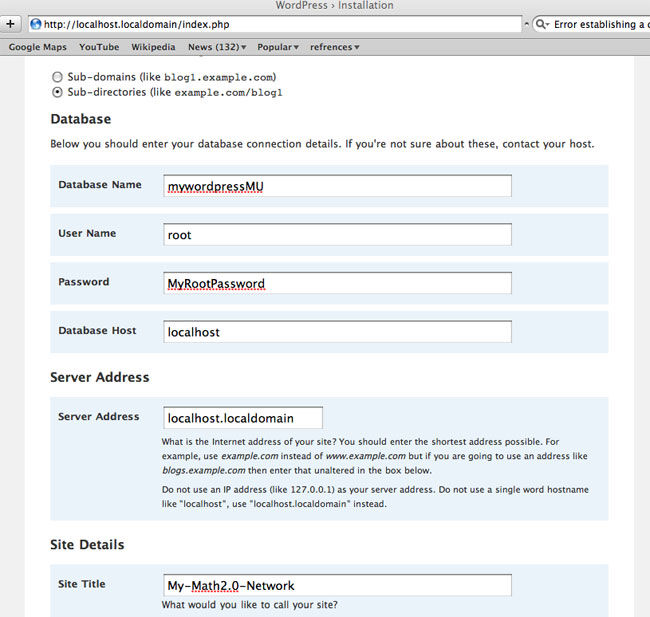 WordPress › Installation
+ http://localhost.localdomain/index.php Error establishing a
Google Maps YouTube Wikipedia News (132)▾ Popular▾ refrences▾
Sub-domains (like blog1.example.com)
Sub-directories (like example.com/blog1
Database
Below you should enter your database connection details. If you're not sure about these, contact your host.
Database Name mywordpressMU
User Name root
Password MyRootPassword
Database Host localhost
Server Address
Server Address localhost.localdomain
What is the Internet address of your site? You should enter the shortest address possible. For
example, use example.com instead of www.example.com but if you are going to use an address like
blogs.example.com then enter that unaltered in the box below.
Do not use an IP address (like 127.0.0.1) as your server address. Do not use a single word hostname
like "localhost", use "localhost.localdomain" instead.
Site Details
Site Title My-Math2.0-Network
What would you like to call your site?